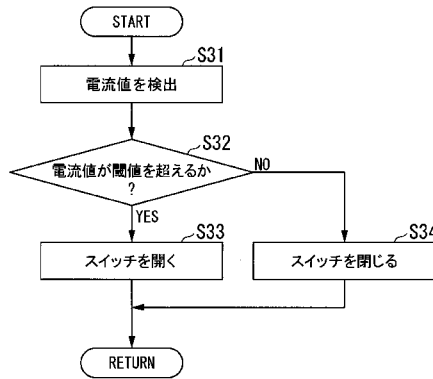 START
S31
電流値を検出
S32
電流値が閾値を超えるか
?
NO
YES
S33
スイッチを開く
S34
スイッチを閉じる
RETURN